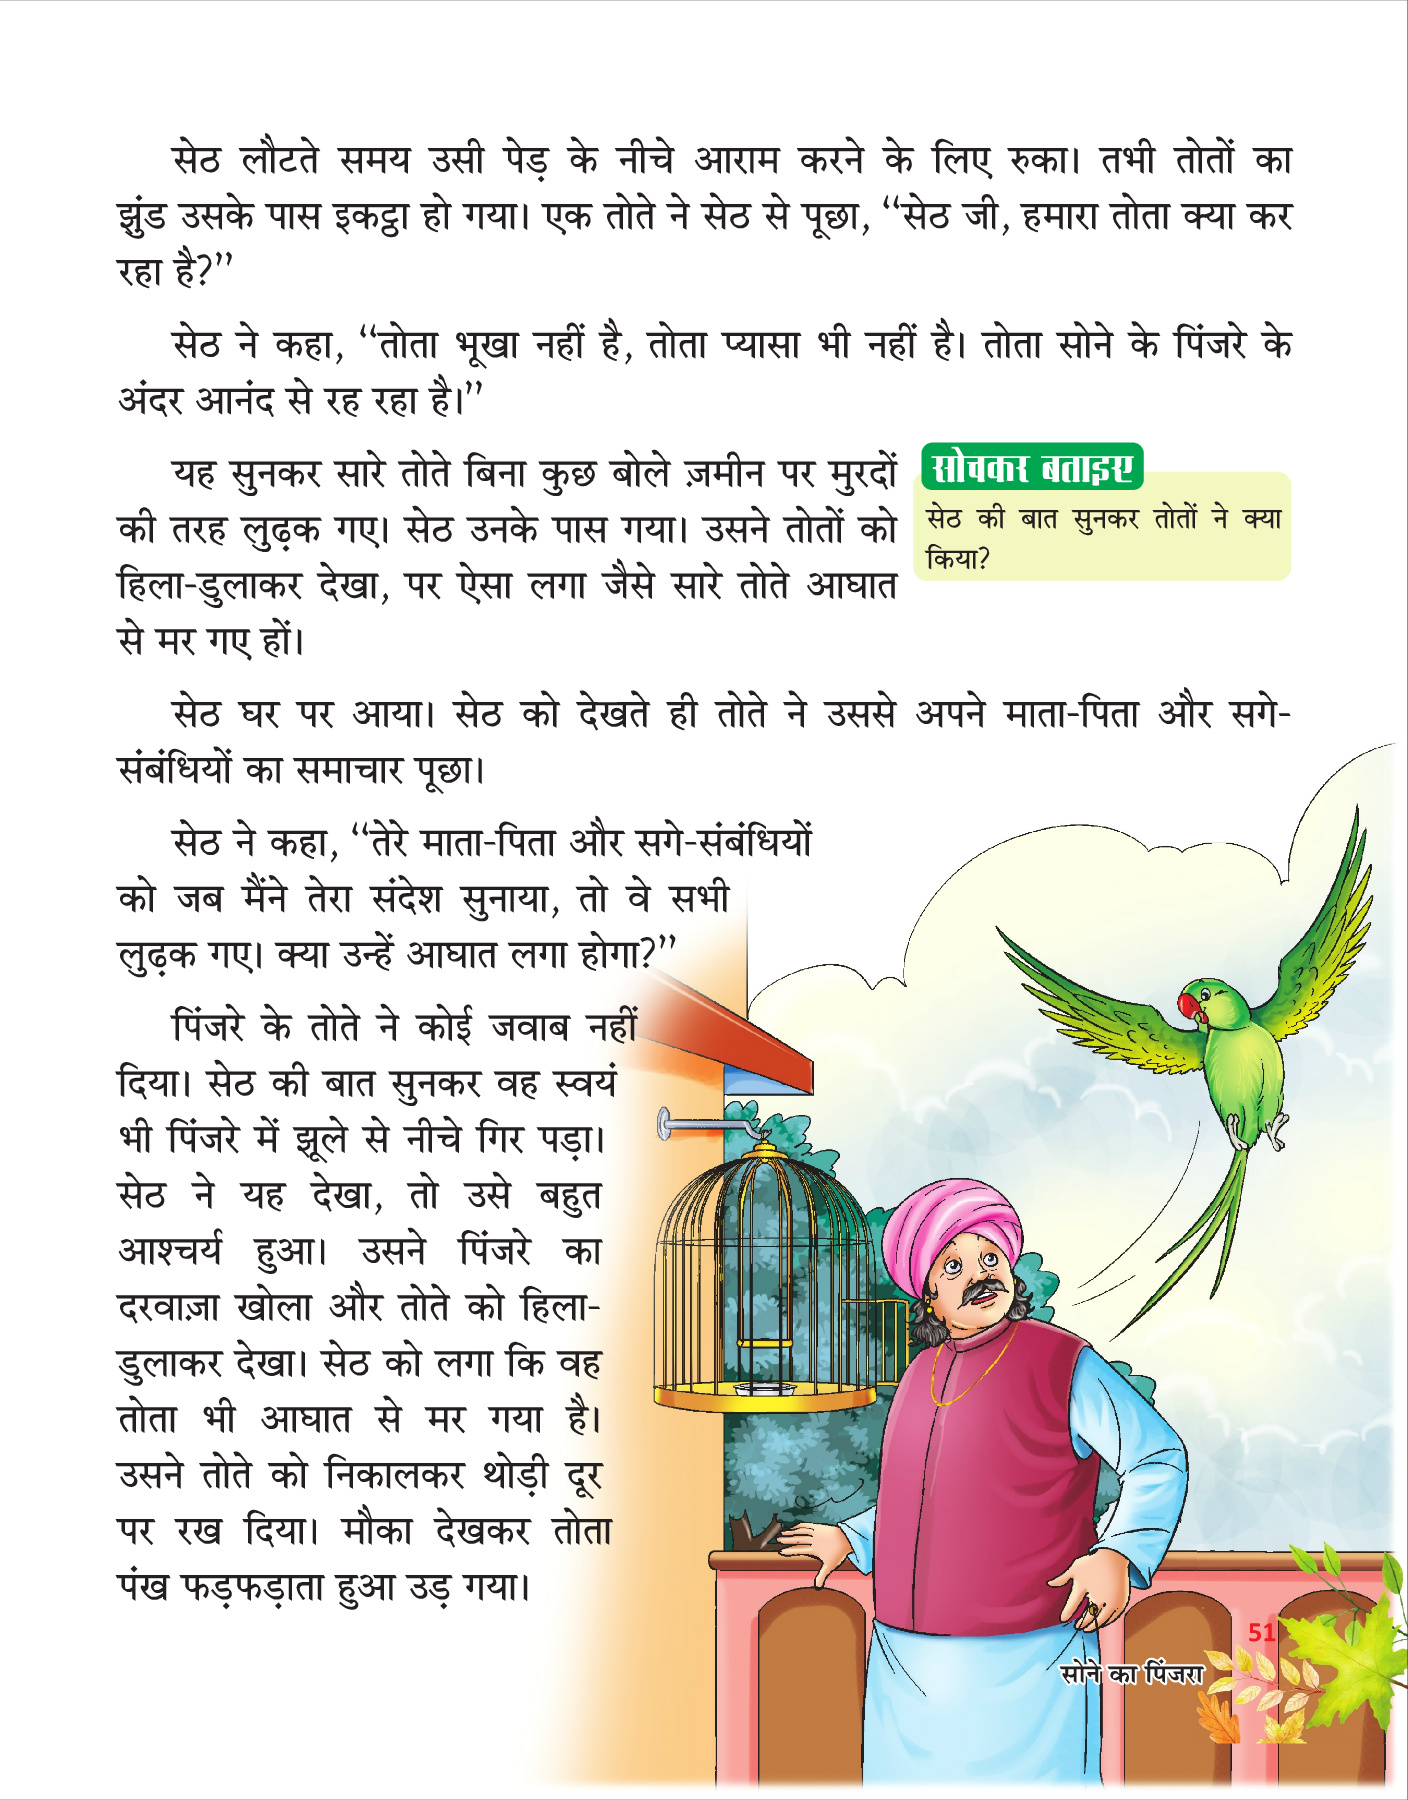 सेठ लौटते समय उसी पेड़ के नीचे आराम करने के लिए रुका। तभी तोतों का
झुंड उसके पास इकट्ठा हो गया। एक तोते ने सेठ से पूछा, ‘‘सेठ जी, हमारा तोता क्या कर
रहा है?’’
सेठ ने कहा, ‘‘तोता भूखा नहीं है, तोता प्यासा भी नहीं है। तोता सोने के पिंजरे के
अंदर आनंद से रह रहा है।’’
यह सुनकर सारे तोते बिना कुछ बोले ज़मीन पर मुरदों
की तरह लुढ़क गए। सेठ उनके पास गया। उसने तोतों को
हिला-डुलाकर देखा, पर ऐसा लगा जैसे सारे तोते आघात
से मर गए हों।
सोचकर बताइए
सेठ की बात सुनकर तोतों ने क्या
किया?
सेठ घर पर आया। सेठ को देखते ही तोते ने उससे अपने माता-पिता और सगे-
संबंधियों का समाचार पूछा।
सेठ ने कहा, ‘‘तेरे माता-पिता और सगे-संबंधियों
को जब मैंने तेरा संदेश सुनाया, तो वे सभी
लुढ़क गए। क्या उन्हें आघात लगा होगा?’’
पिंजरे के तोते ने कोई जवाब नहीं
दिया। सेठ की बात सुनकर वह स्वयं
भी पिंजरे में झूले से नीचे गिर पड़ा।
सेठ ने यह देखा, तो उसे बहुत
आश्चर्य हुआ। उसने पिंजरे का
दरवाज़ा खोला और तोते को हिला-
डुलाकर देखा। सेठ को लगा कि वह
तोता भी आघात से मर गया है।
उसने तोते को निकालकर थोड़ी दूर
पर रख दिया। मौका देखकर तोता
पंख फड़फड़ाता हुआ उड़ गया।
51
सोने का पिंजरा